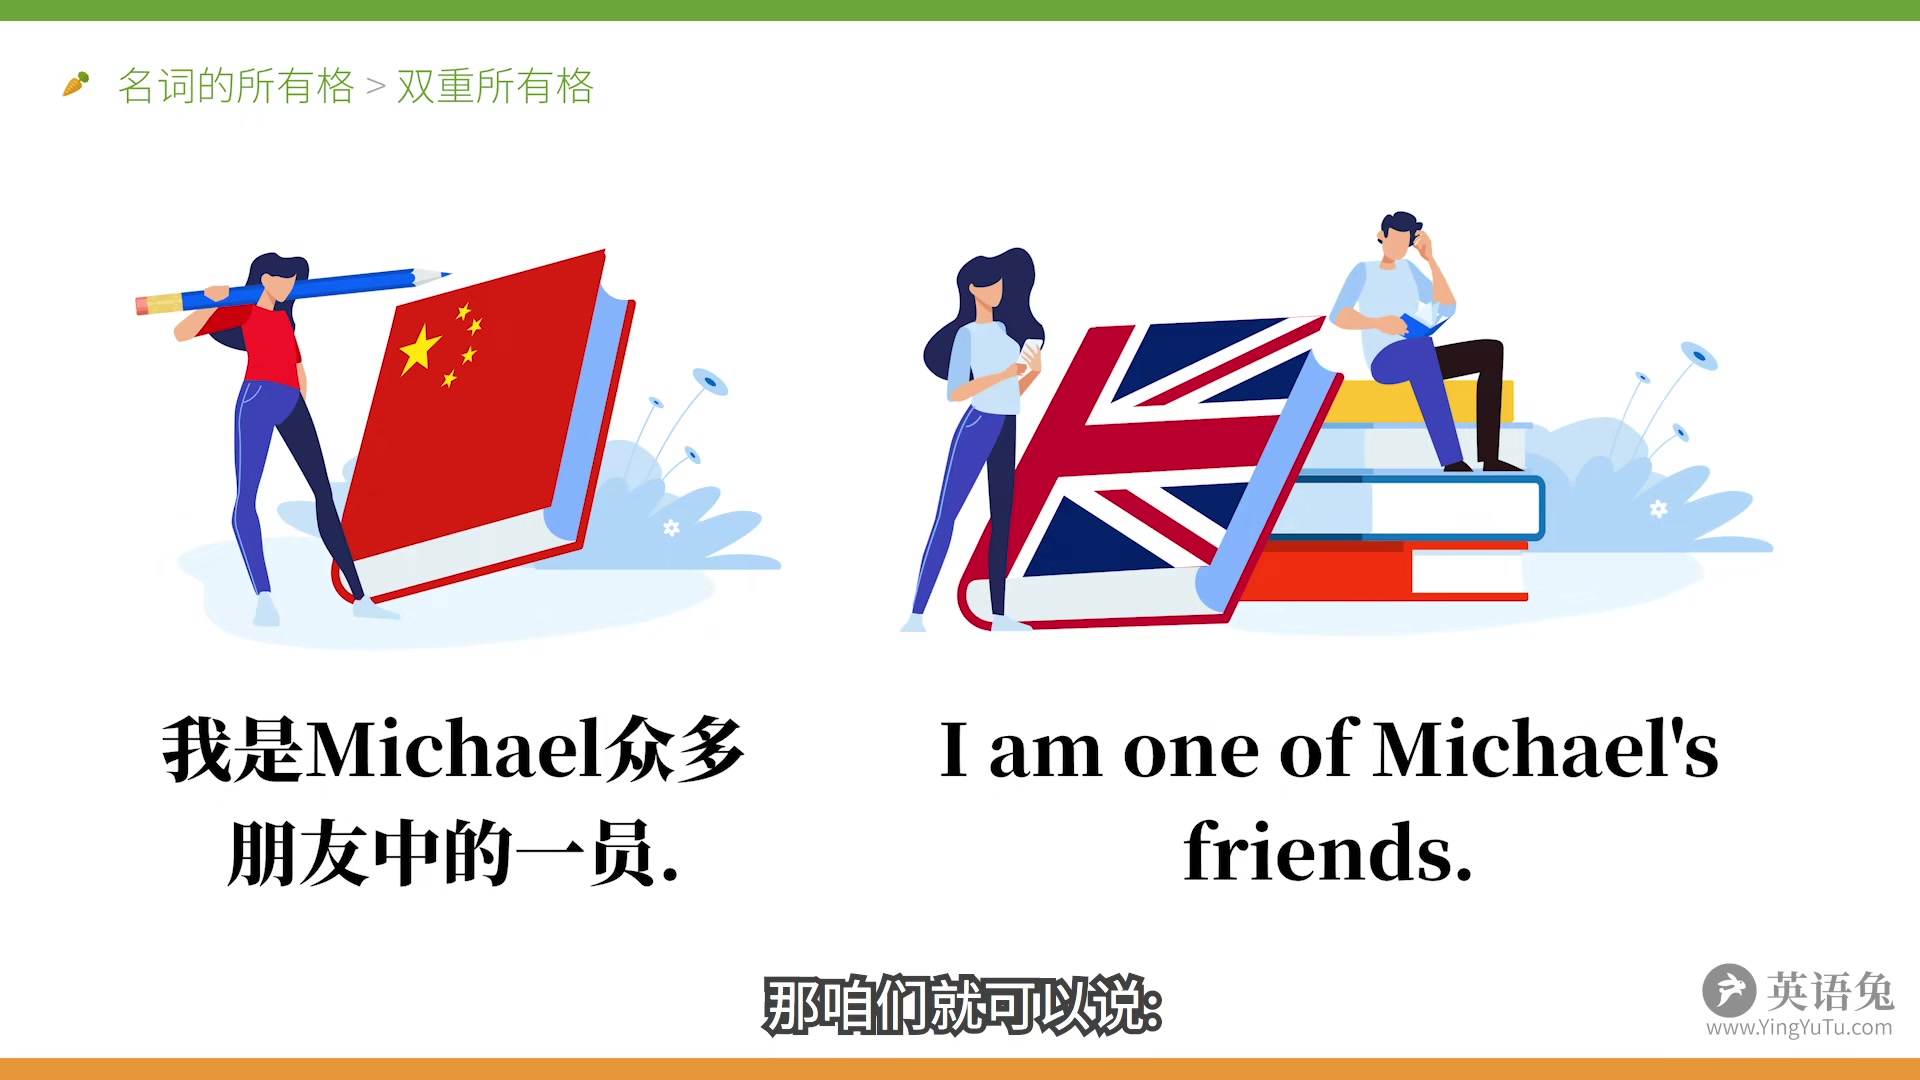 名词的所有格 > 双重所有格
我是Michael众多
朋友中的一员.
I am one of Michael's
friends.
那咱们就可以说:
英语兔
www.YingYuTu.com